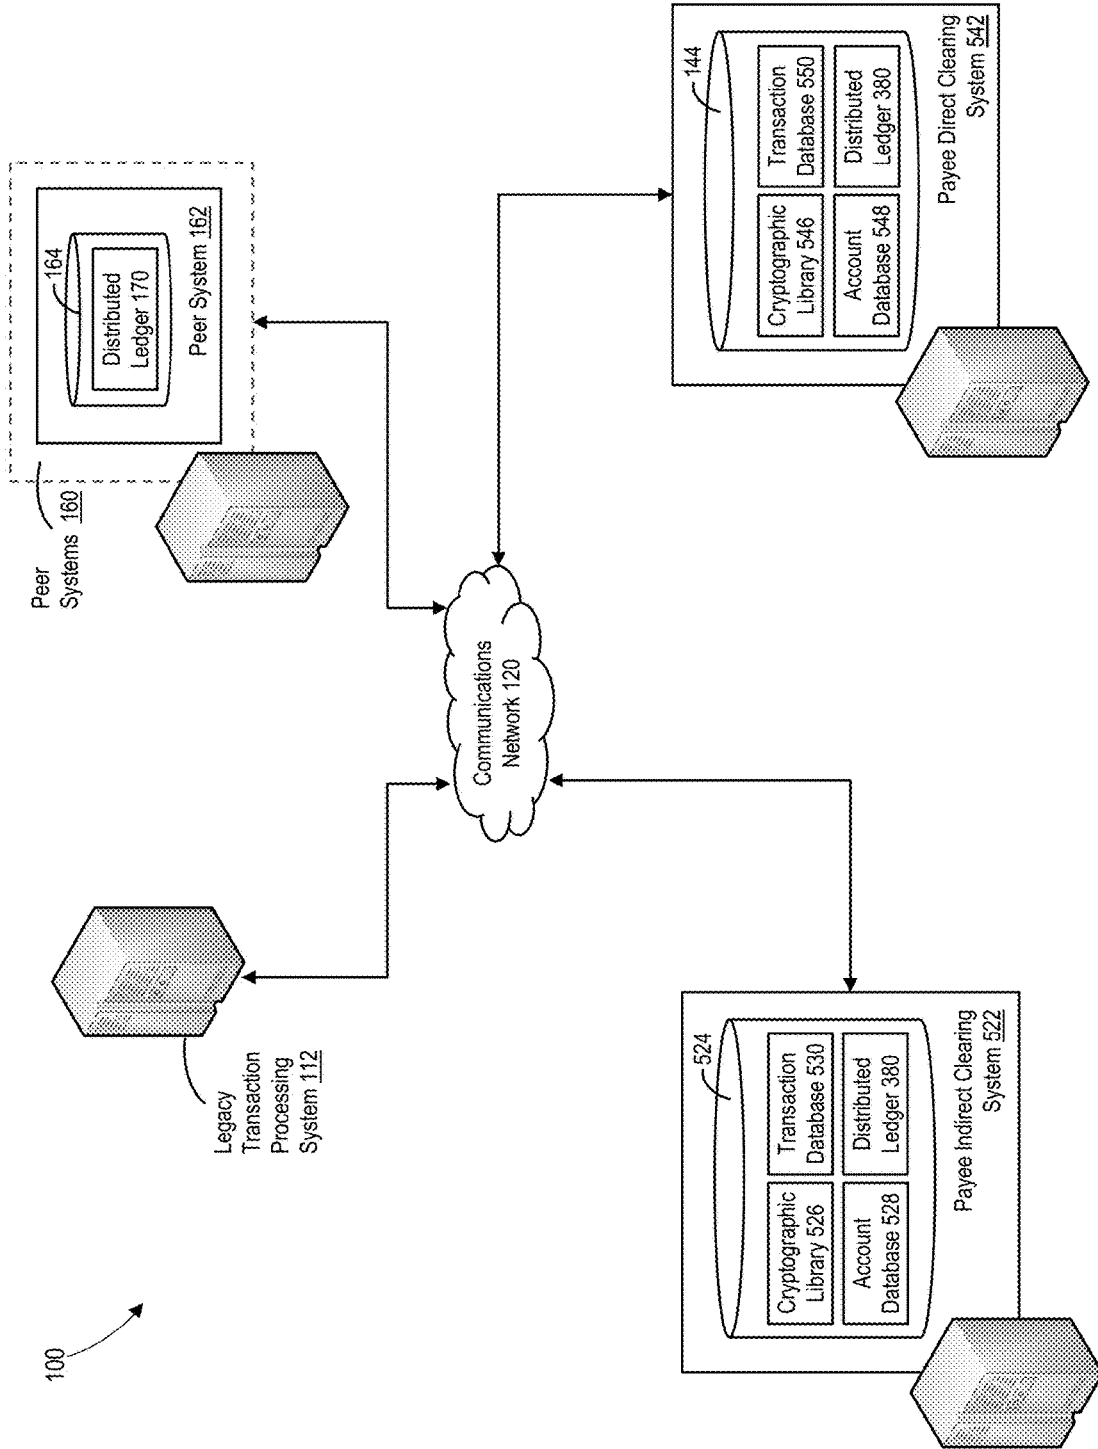 100
Legacy
Transaction
Processing
System 112
Peer
Systems 160
164
Distributed
Ledger 170
Peer System 162
Communications
Network 120
524
Cryptographic
Library 526
Transaction
Database 530
Account
Database 528
Distributed
Ledger 380
Payee Indirect Clearing
System 522
144
Cryptographic
Library 546
Transaction
Database 550
Account
Database 548
Distributed
Ledger 380
Payee Direct Clearing
System 542